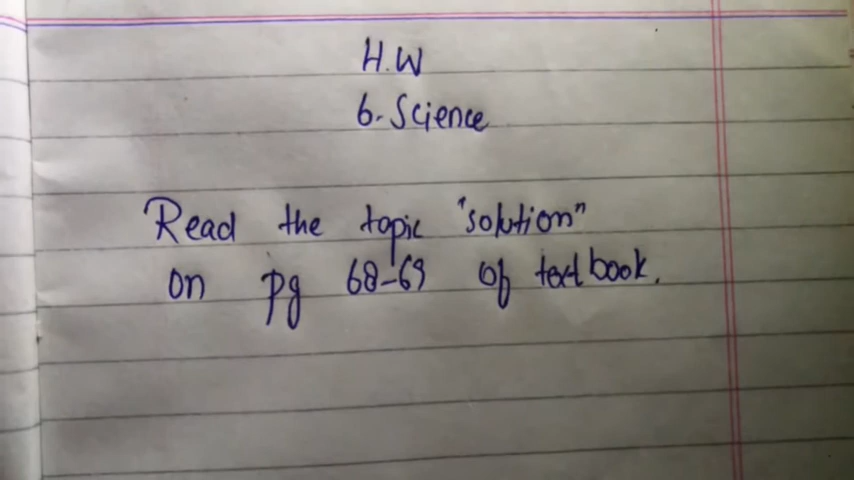 H.W
6. Science
Read the topic "solution"
on pg 68-69 of textbook.